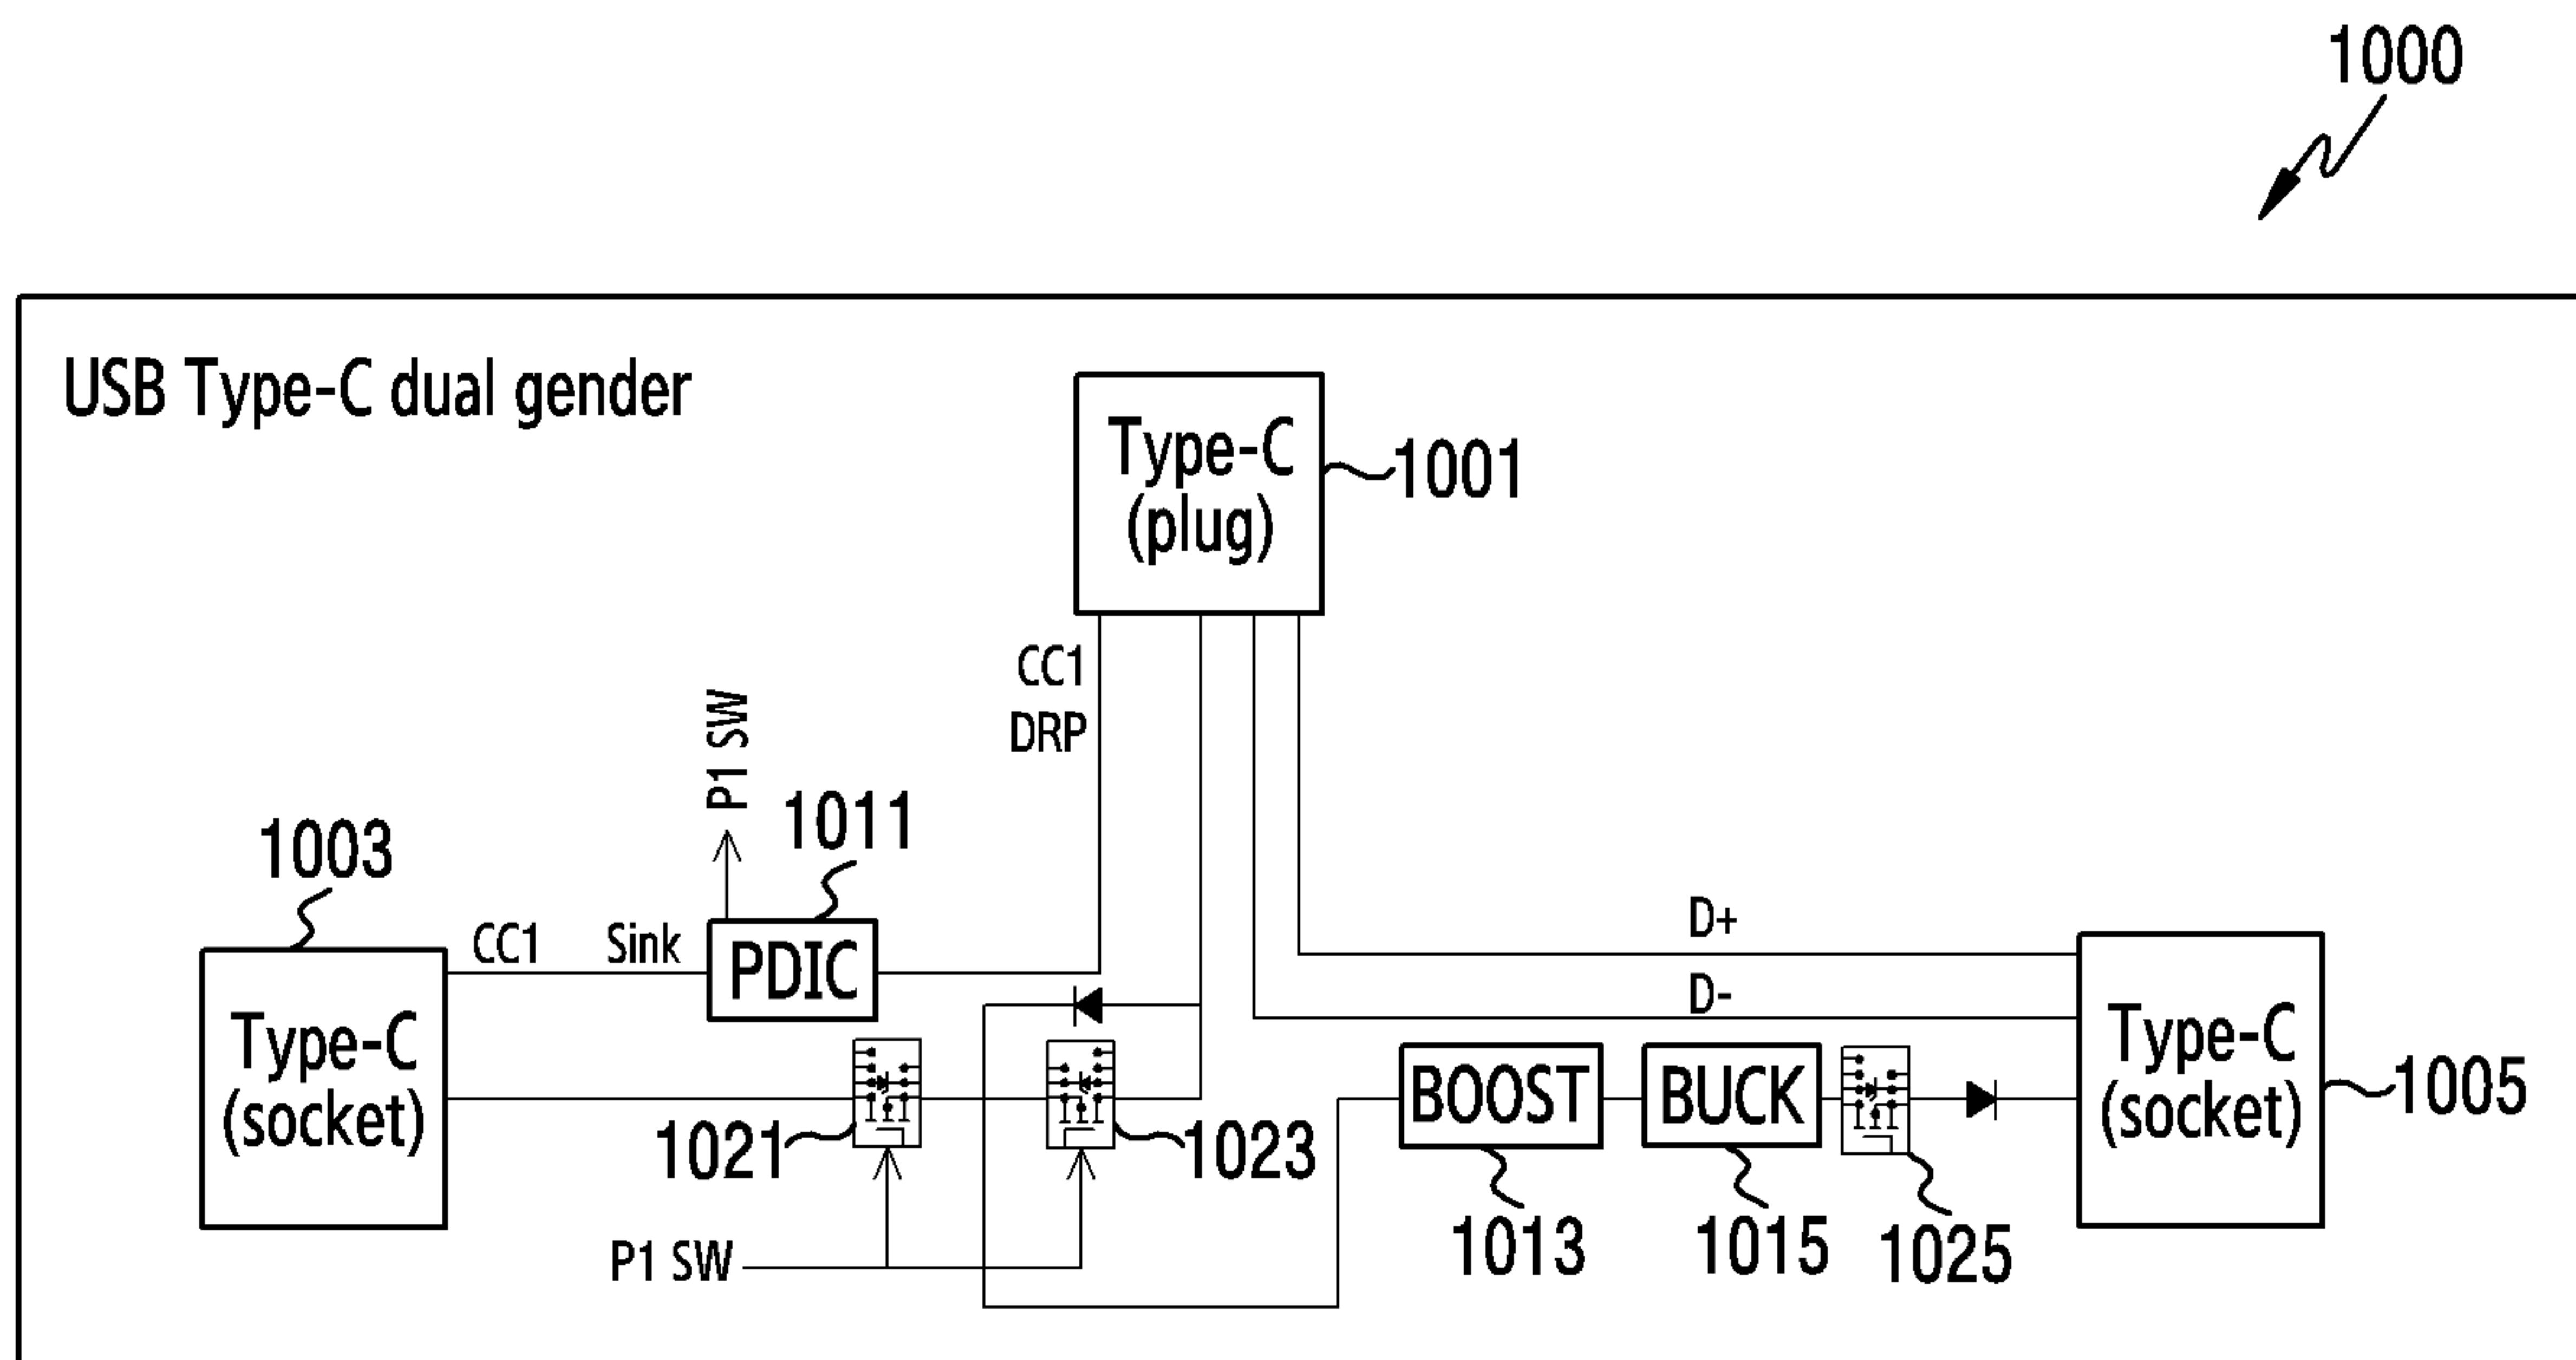 1000
USB Type-C dual gender
Type-C
(plug)
1001
CC1
DRP
P1 SW
1011
1003
CC1
Sink
PDIC
D+
D-
Type-C
(socket)
1021
1023
BOOST
BUCK
Type-C
(socket)
1005
P1 SW
1013
1015
1025